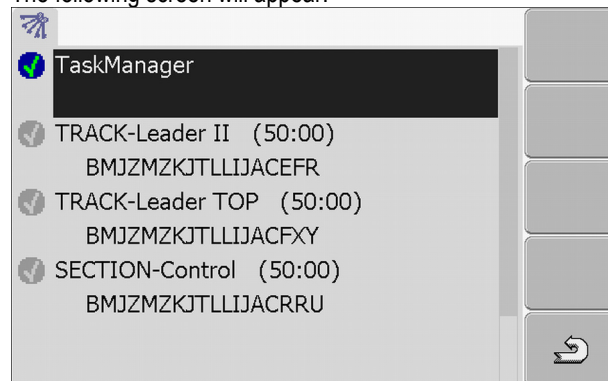 The following screen will appear:
TaskManager
TRACK-Leader II (50:00)
BMJZMZKJTLLIJACEFR
TRACK-Leader TOP (50:00)
BMJZMZKJTLLIJACFXY
SECTION-Control (50:00)
BMJZMZKJTLLIJACRRU